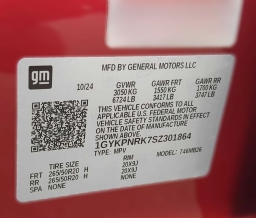 gm
MFD BY GENERAL MOTORS LLC
10/24 GVWR GAWR FRT GAWR RR
3050 KG 1550 KG 1700 KG
6724 LB 3417 LB 3747 LB
THIS VEHICLE CONFORMS TO ALL
APPLICABLE U.S. FEDERAL MOTOR
VEHICLE SAFETY STANDARDS IN EFFECT
ON THE DATE OF MANUFACTURE
SHOWN ABOVE.
1GYKPNRK7SZ301864
TYPE: MPV MODEL: T46MB26
TIRE SIZE RIM
FRT 265/50R20 H 20X9J
RR 265/50R20 H 20X9J
SPA NONE NONE